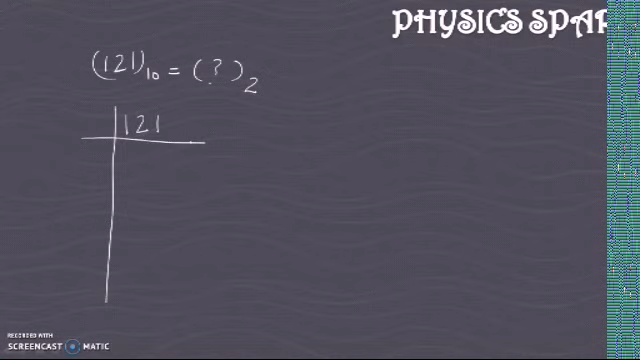 PHYSICS SPAR
(121)₁₀ = (?)₂
121
RECORDED WITH
SCREENCAST MATIC